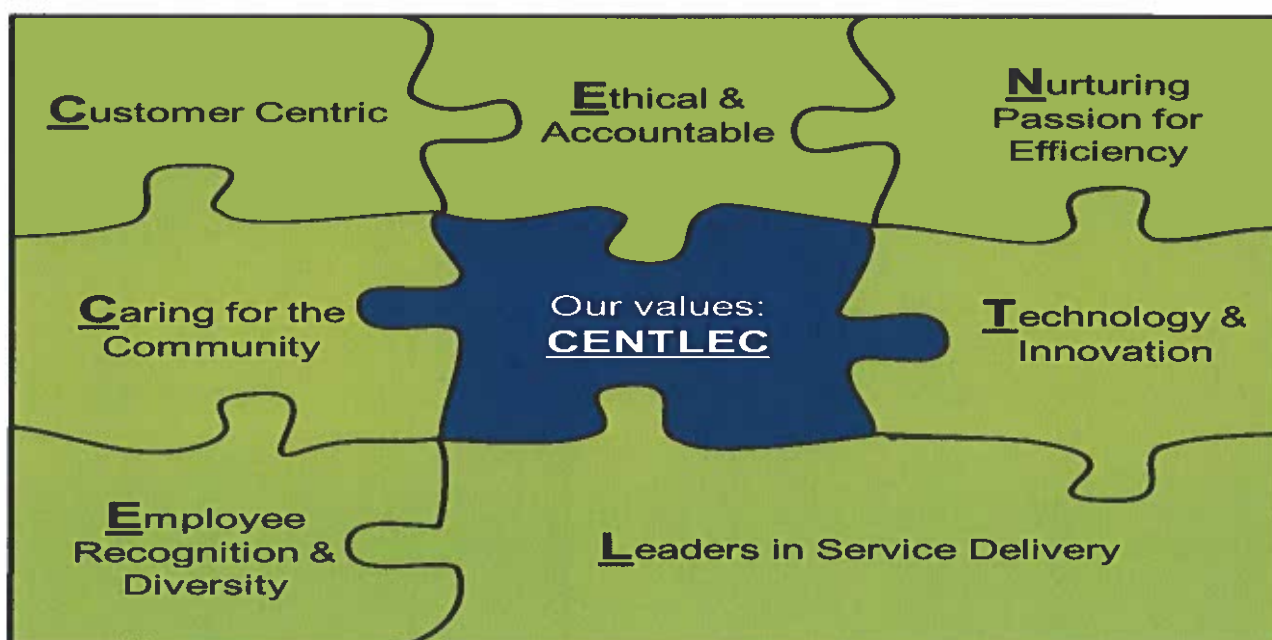 Customer Centric
Ethical &
Accountable
Nurturing
Passion for
Efficiency
Caring for the
Community
Our values:
CENTLEC
Technology &
Innovation
Employee
Recognition &
Diversity
Leaders in Service Delivery